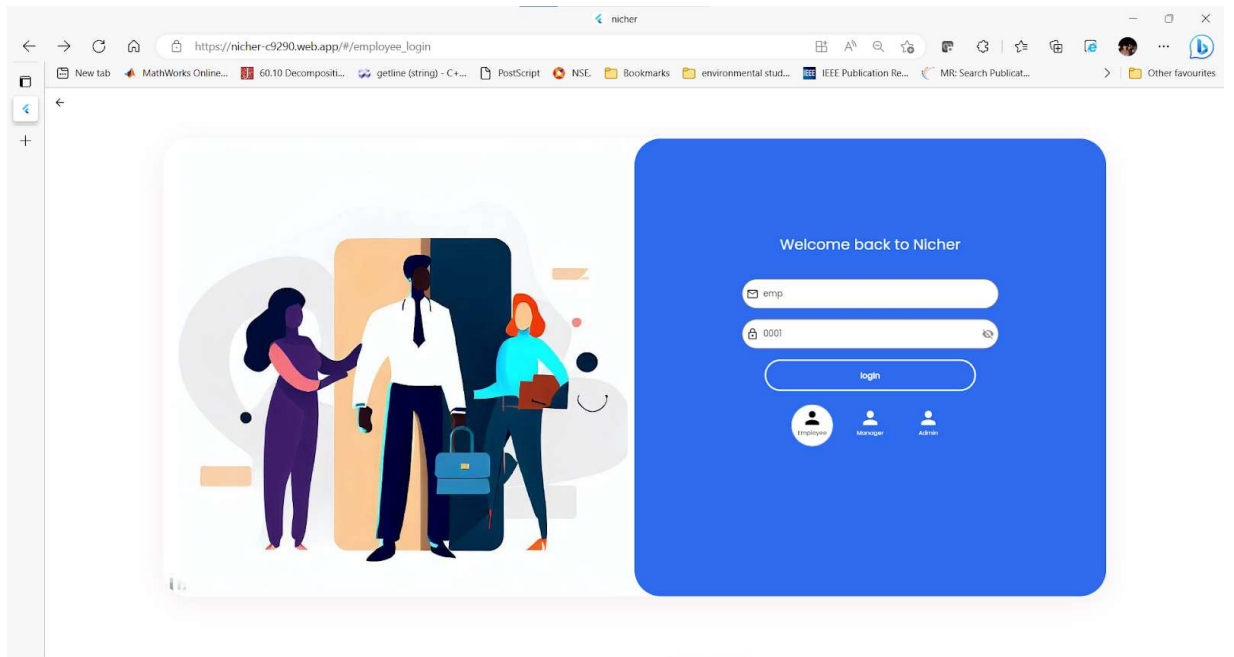 nicher
https://nicher-c9290.web.app/#/employee_login
New tab MathWorks Online... 60.10 Decompositi... getline (string) - C+... PostScript NSE. Bookmarks environmental stud... IEEE Publication Re... MR: Search Publicat... Other favourites
Welcome back to Nicher
emp
0001
login
Employee Manager Admin